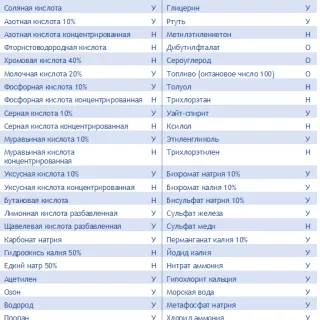 Соляная кислота У Глицерин У
Азотная кислота 10% У Ртуть У
Азотная кислота концентрированная Н Метилэтиленкетон Н
Фтористоводородная кислота Н Дибутилфталат О
Хромовая кислота 40% Н Сероуглерод О
Молочная кислота 20% У Топливо (октановое число 100) О
Фосфорная кислота 10% У Толуол Н
Фосфорная кислота концентрированная Н Трихлорэтан Н
Серная кислота 10% У Уайт-спирит У
Серная кислота концентрированная Н Ксилол Н
Муравьиная кислота 10% У Этиленгликоль У
Муравьиная кислота Н Трихлорэтилен Н
концентрированная
Уксусная кислота 10% У Бихромат натрия 10% У
Уксусная кислота концентрированная Н Бихромат калия 10% У
Бутановая кислота Н Бисульфат натрия 10% У
Лимонная кислота разбавленная У Сульфат железа У
Щавелевая кислота разбавленная У Сульфат меди Н
Карбонат натрия У Перманганат калия 10% У
Гидроокись калия 50% Н Йодид калия У
Едкий натр 50% Н Нитрат аммония У
Ацетилен У Гипохлорит кальция У
Озон У Морская вода У
Водород У Метафосфат натрия У
Пропан У Хлорид аммония У